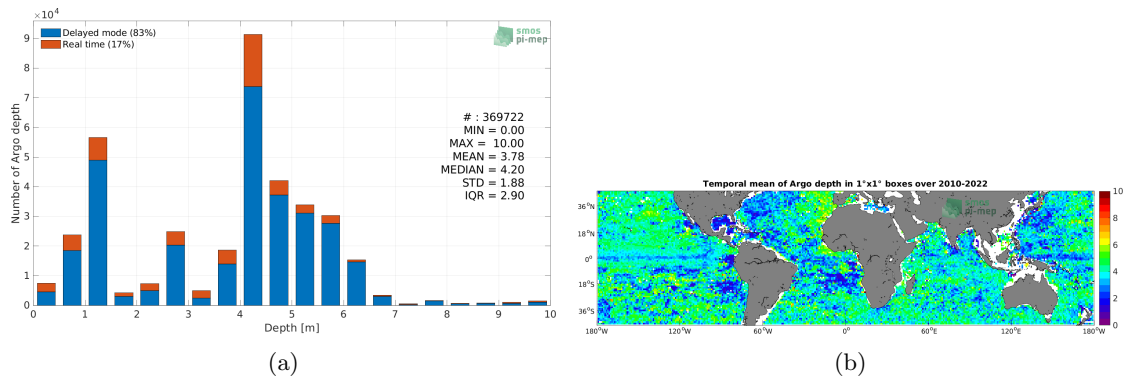 ×10⁴
Delayed mode (83%)
Real time (17%)
smos
pi-mep
9
8
7
6
5
4
3
2
1
0
Number of Argo depth
# : 369722
MIN = 0.00
MAX = 10.00
MEAN = 3.78
MEDIAN = 4.20
STD = 1.88
IQR = 2.90
0 1 2 3 4 5 6 7 8 9 10
Depth [m]
(a)
Temporal mean of Argo depth in 1°x1° boxes over 2010-2022
smos
pi-mep
36°N
18°N
0°
18°S
36°S
180°W 120°W 60°W 0° 60°E 120°E 180°W
10
8
6
4
2
0
(b)